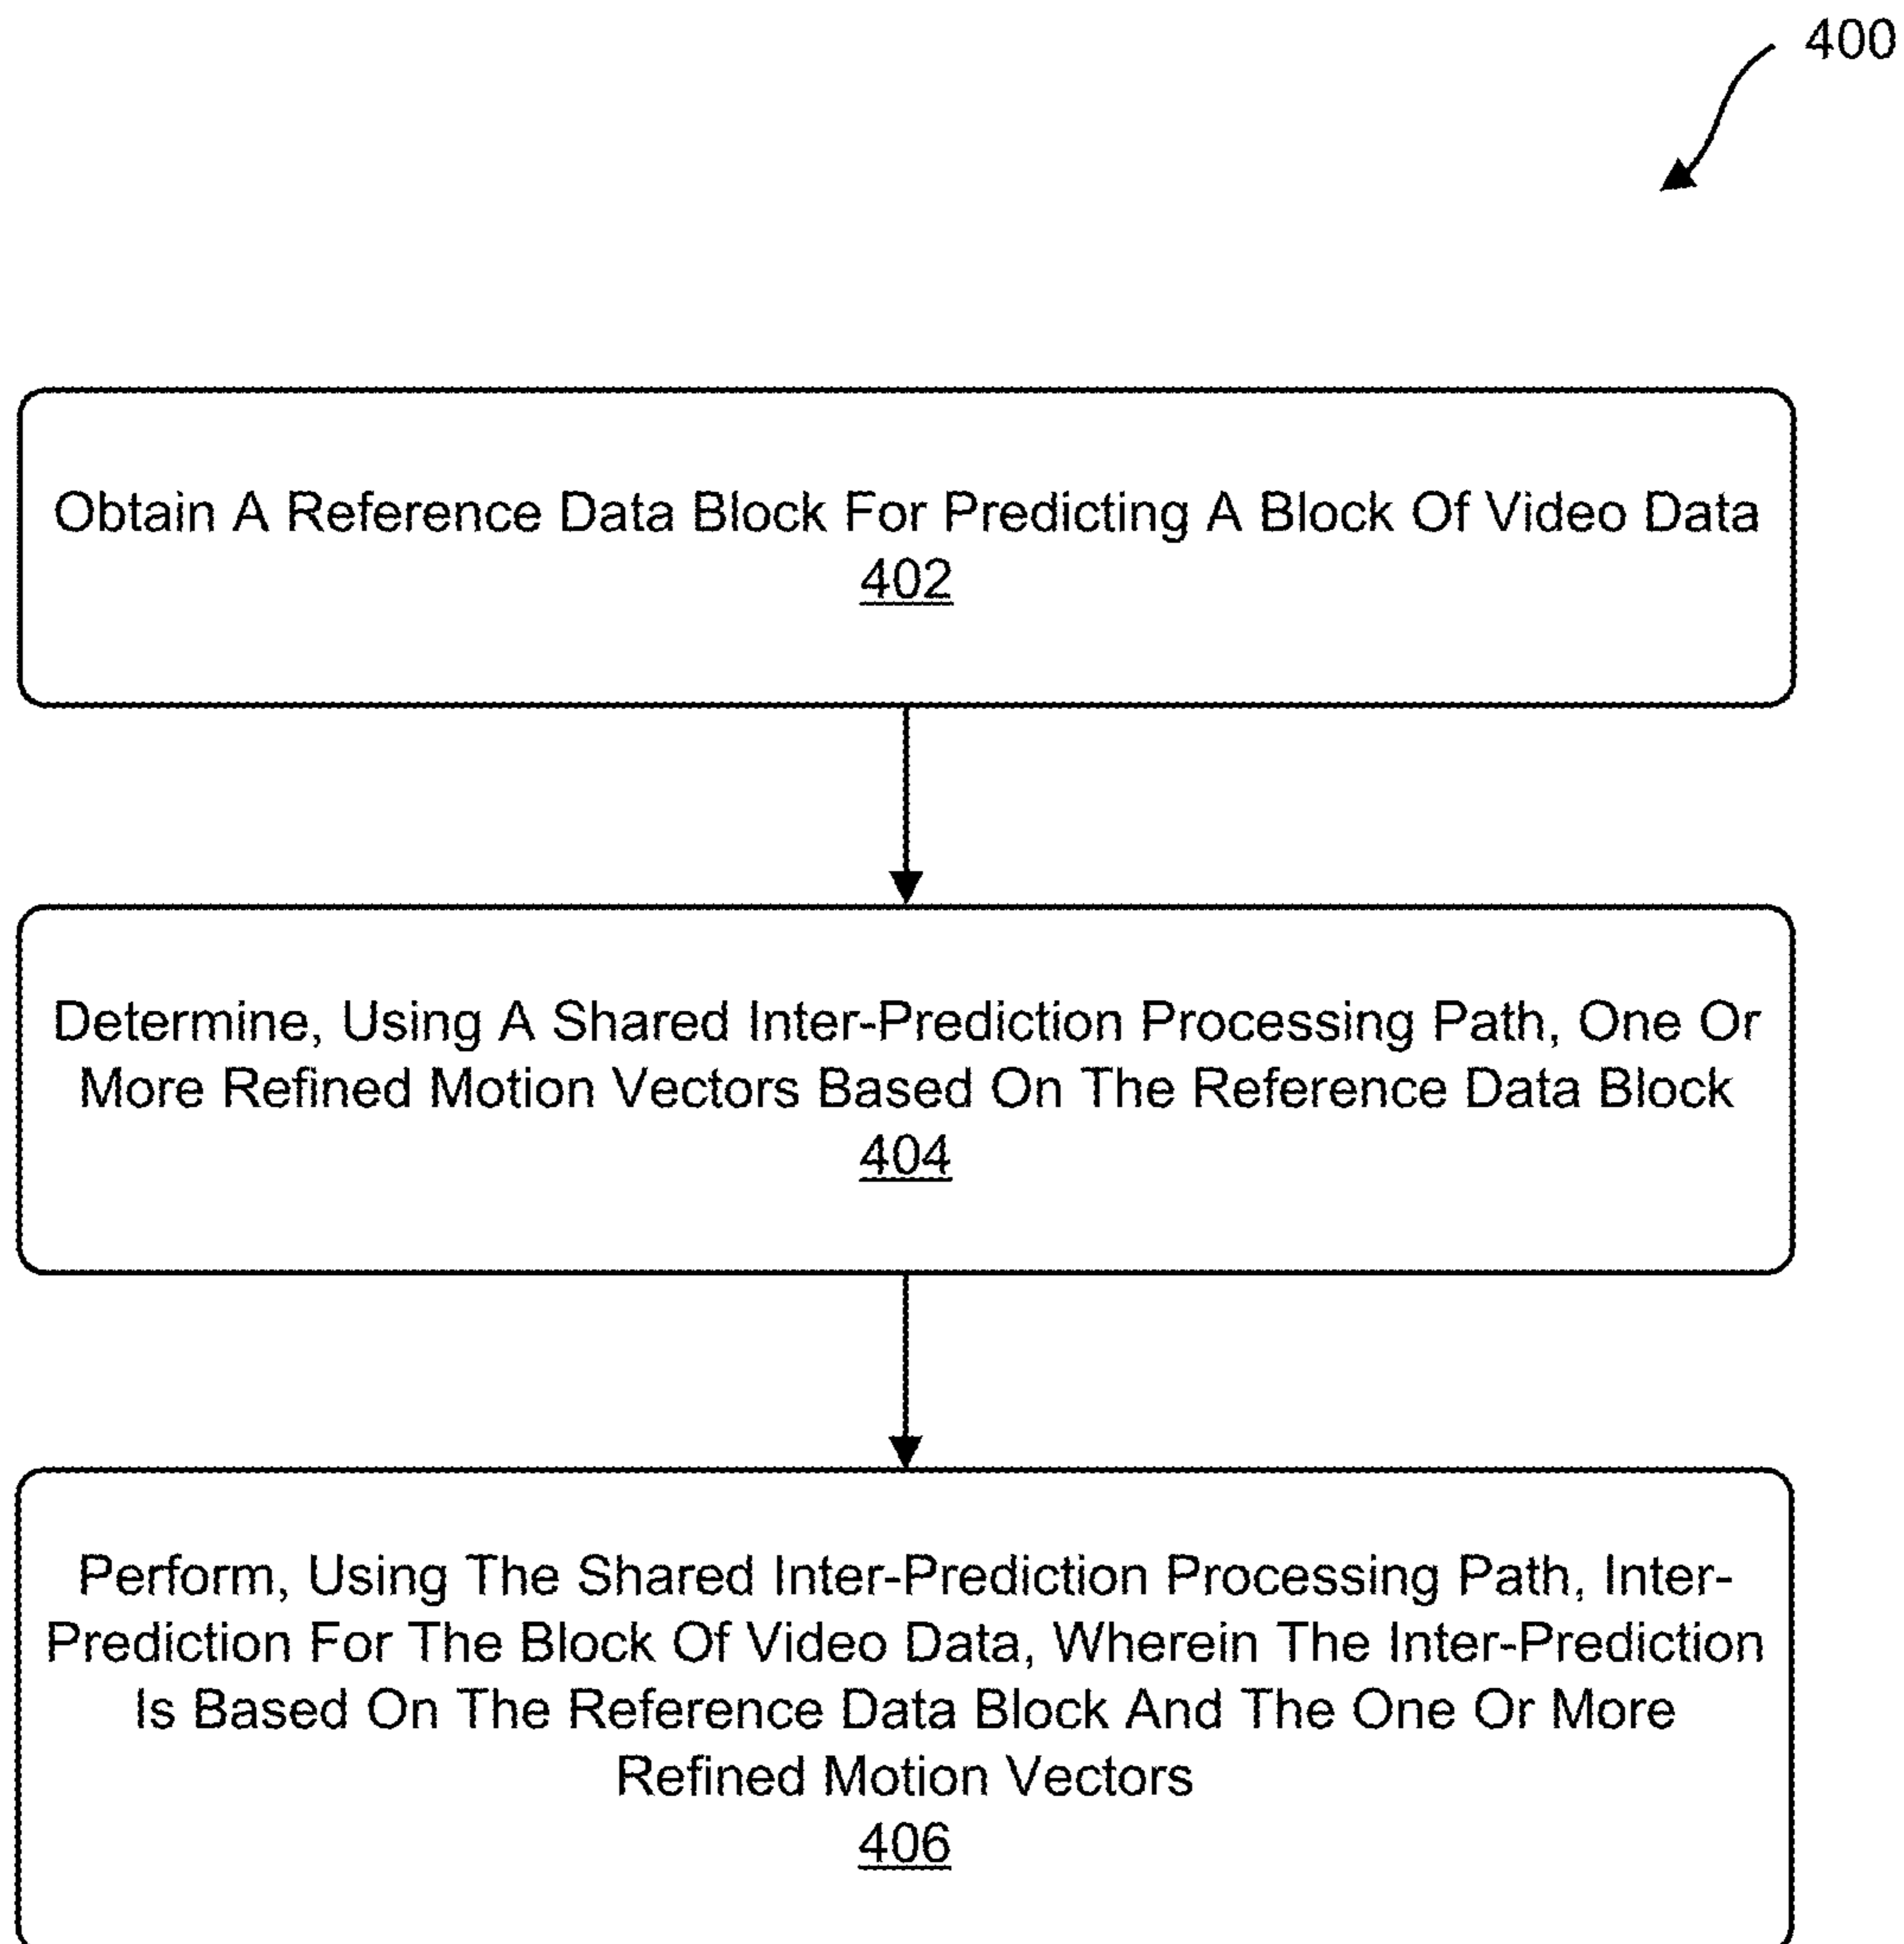 400
Obtain A Reference Data Block For Predicting A Block Of Video Data
402
Determine, Using A Shared Inter-Prediction Processing Path, One Or
More Refined Motion Vectors Based On The Reference Data Block
404
Perform, Using The Shared Inter-Prediction Processing Path, Inter-
Prediction For The Block Of Video Data, Wherein The Inter-Prediction
Is Based On The Reference Data Block And The One Or More
Refined Motion Vectors
406